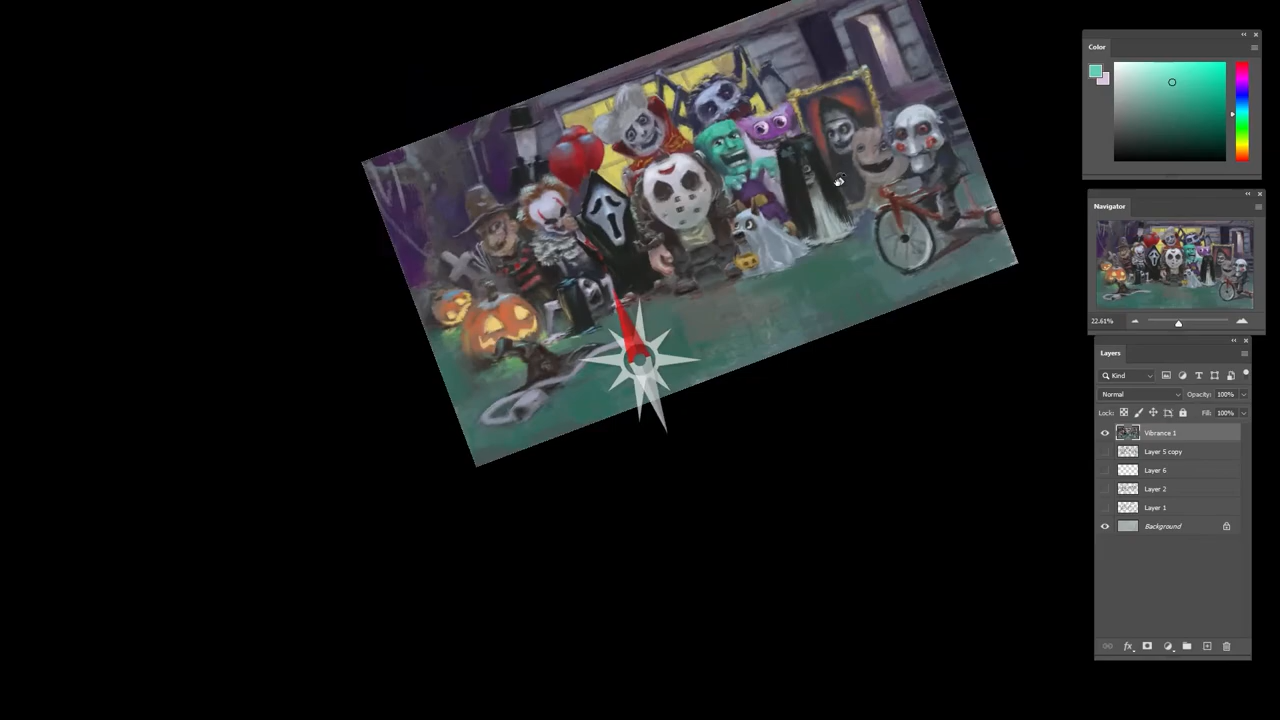 Color
Navigator
22.61%
Layers
Kind
Normal
Opacity: 100%
Lock:
Fill: 100%
Vibrance 1
Layer 5 copy
Layer 6
Layer 2
Layer 1
Background
fx